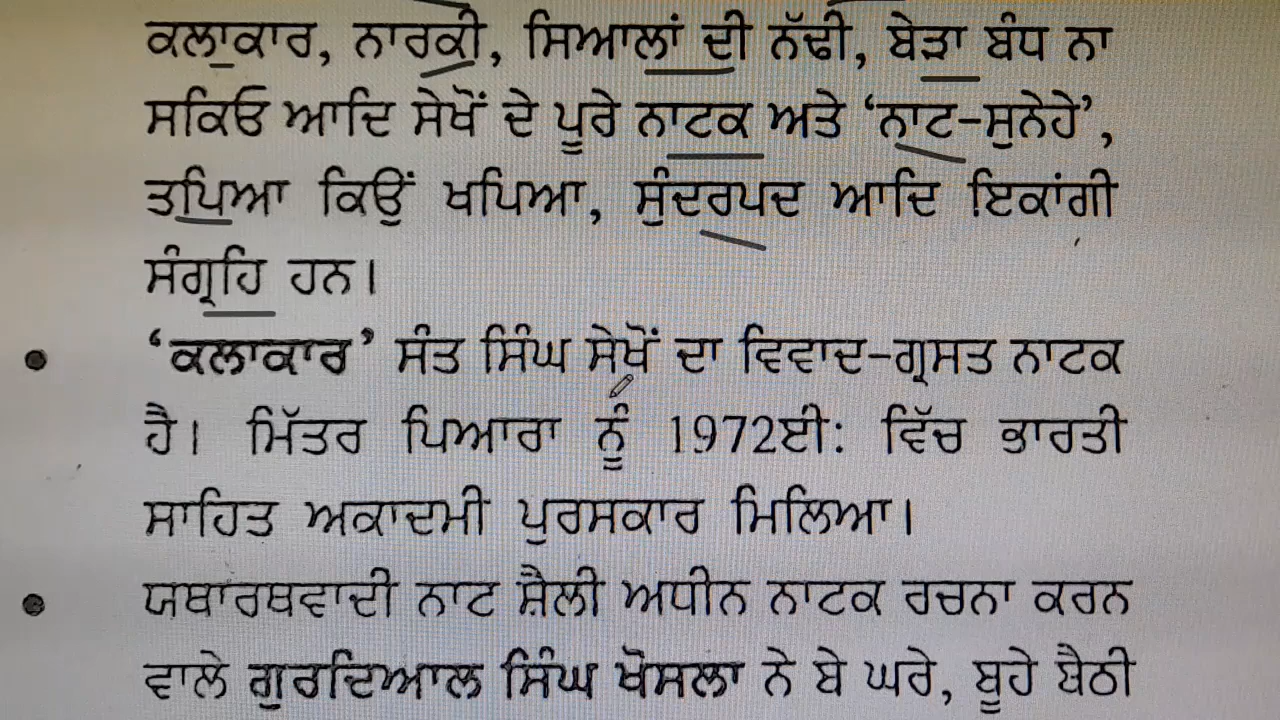 ਕਲਾਕਾਰ, ਨਾਰਕੀ, ਸਿਆਲਾਂ ਦੀ ਨੱਢੀ, ਬੇੜਾ ਬੰਧ ਨਾ
ਸਕਿਓ ਆਦਿ ਸੇਖੋਂ ਦੇ ਪੂਰੇ ਨਾਟਕ ਅਤੇ ‘ਨਾਟ-ਸੁਨੇਹੇ’,
ਤਪਿਆ ਕਿਉਂ ਖਪਿਆ, ਸੁੰਦਰਪਦ ਆਦਿ ਇਕਾਂਗੀ
ਸੰਗ੍ਰਹਿ ਹਨ।
• ‘ਕਲਾਕਾਰ’ ਸੰਤ ਸਿੰਘ ਸੇਖੋਂ ਦਾ ਵਿਵਾਦ-ਗ੍ਰਸਤ ਨਾਟਕ
ਹੈ। ਮਿੱਤਰ ਪਿਆਰਾ ਨੂੰ 1972ਈ: ਵਿੱਚ ਭਾਰਤੀ
ਸਾਹਿਤ ਅਕਾਦਮੀ ਪੁਰਸਕਾਰ ਮਿਲਿਆ।
• ਯਥਾਰਥਵਾਦੀ ਨਾਟ ਸ਼ੈਲੀ ਅਧੀਨ ਨਾਟਕ ਰਚਨਾ ਕਰਨ
ਵਾਲੇ ਗੁਰਦਿਆਲ ਸਿੰਘ ਖੋਸਲਾ ਨੇ ਬੇ ਘਰੇ, ਬੂਹੇ ਬੈਠੀ